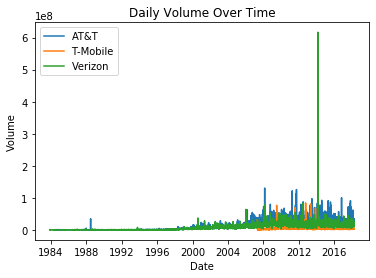 Daily Volume Over Time
1e8
AT&T
T-Mobile
Verizon
6
5
4
3
2
1
0
Volume
1984 1988 1992 1996 2000 2004 2008 2012 2016
Date